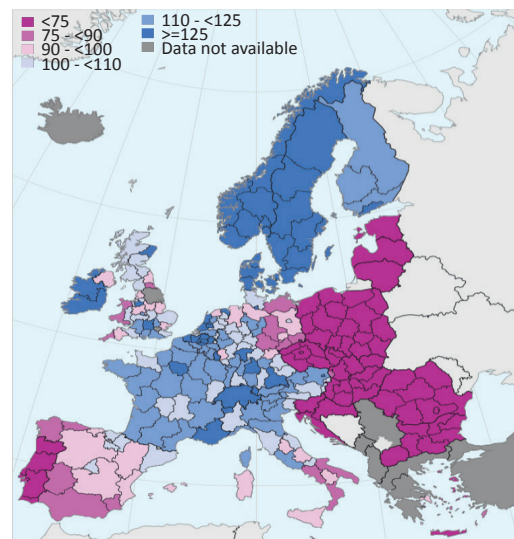 <75
75 - <90
90 - <100
100 - <110
110 - <125
>=125
Data not available